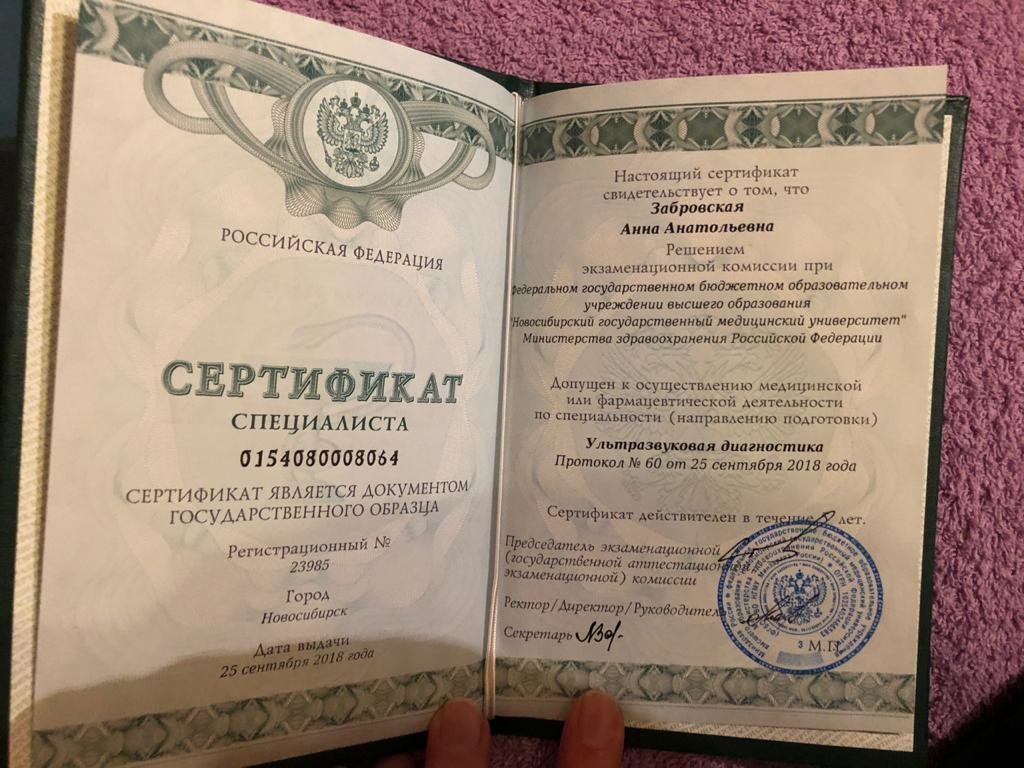 РОССИЙСКАЯ ФЕДЕРАЦИЯ
СЕРТИФИКАТ
СПЕЦИАЛИСТА
0154080008064
СЕРТИФИКАТ ЯВЛЯЕТСЯ ДОКУМЕНТОМ
ГОСУДАРСТВЕННОГО ОБРАЗЦА
Регистрационный №
23985
Город
Новосибирск
Дата выдачи
25 сентября 2018 года
Настоящий сертификат
свидетельствует о том, что
Забровская
Анна Анатольевна
Решением
экзаменационной комиссии при
Федеральном государственном бюджетном образовательном
учреждении высшего образования
"Новосибирский государственный медицинский университет"
Министерства здравоохранения Российской Федерации
Допущен к осуществлению медицинской
или фармацевтической деятельности
по специальности (направлению подготовки)
Ультразвуковая диагностика
Протокол № 60 от 25 сентября 2018 года
Сертификат действителен в течение лет.
Председатель экзаменационной
(государственной аттестационной
экзаменационной) комиссии
Ректор/Директор/Руководитель
Секретарь
З М.П.